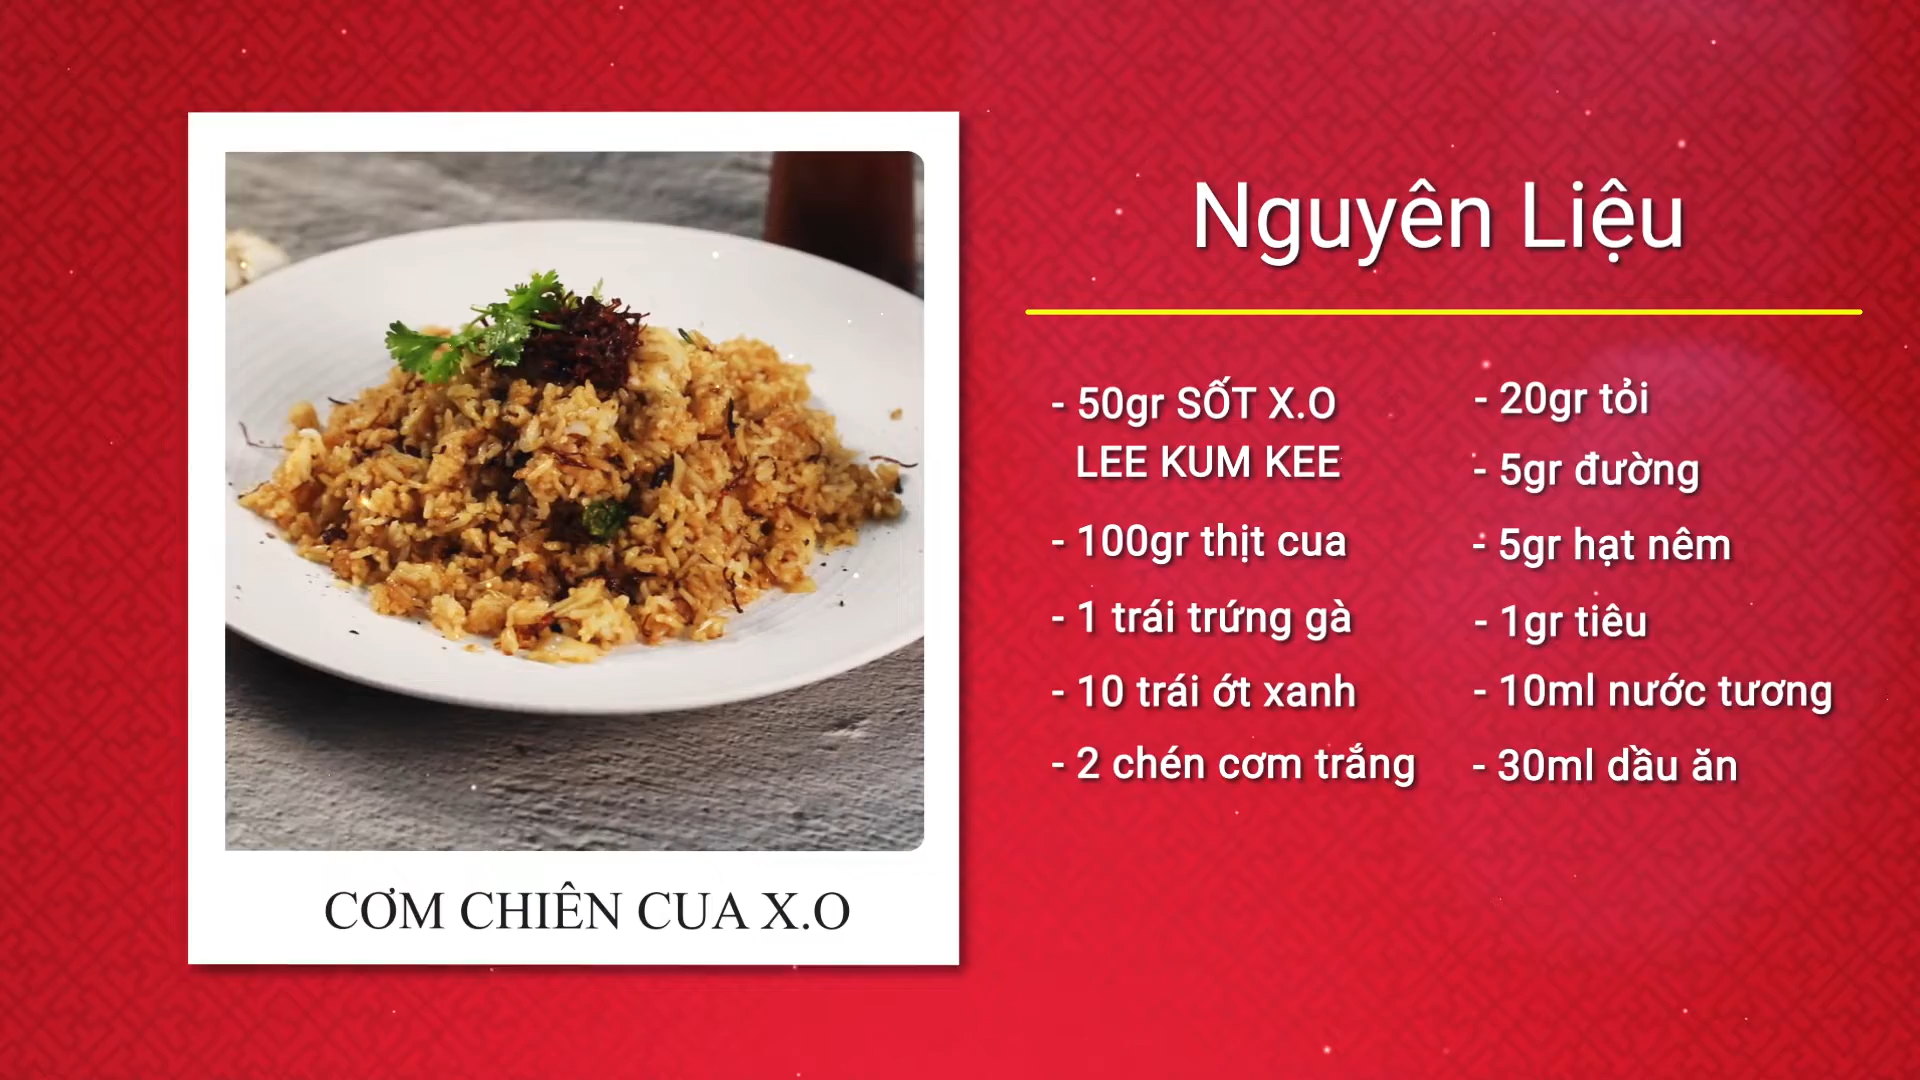 Nguyên Liệu
- 50gr SỐT X.O
LEE KUM KEE
- 100gr thịt cua
- 1 trái trứng gà
- 10 trái ớt xanh
- 2 chén cơm trắng
- 20gr tỏi
- 5gr đường
- 5gr hạt nêm
- 1gr tiêu
- 10ml nước tương
- 30ml dầu ăn
CƠM CHIÊN CUA X.O